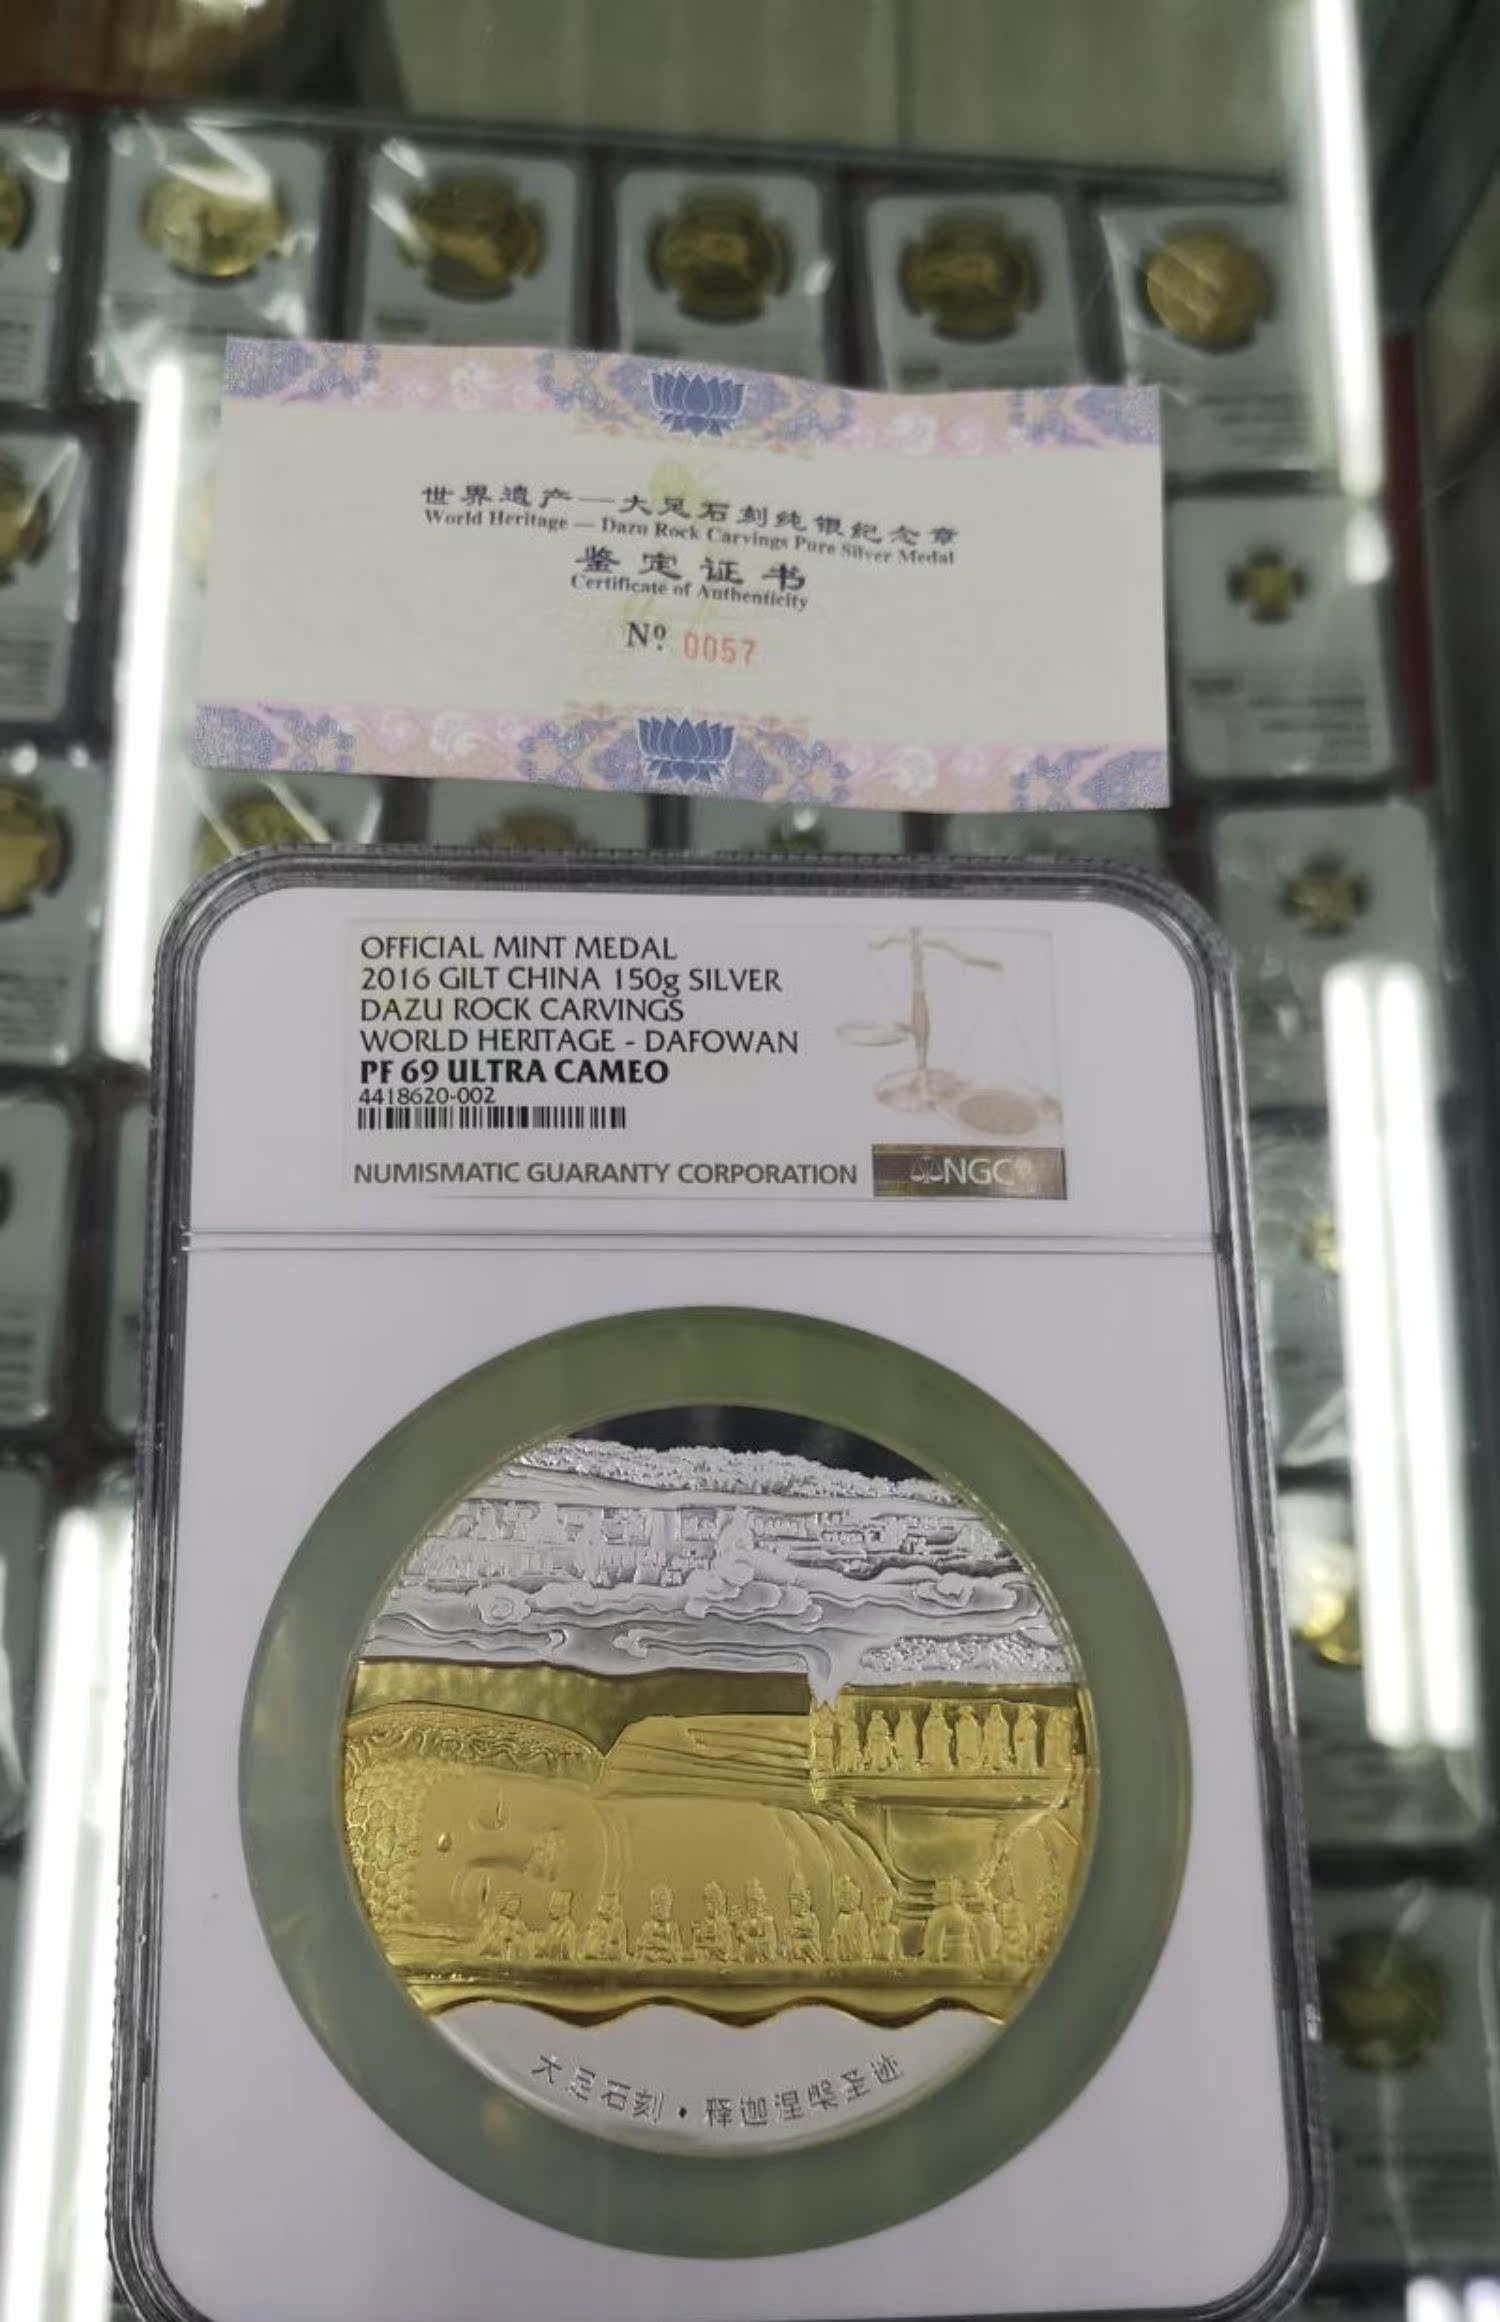 世界遗产—大足石刻纯银纪念章
World Heritage — Dazu Rock Carvings Pure Silver Medal
鉴定证书
Certificate of Authenticity
Nº 0057
OFFICIAL MINT MEDAL
2016 GILT CHINA 150g SILVER
DAZU ROCK CARVINGS
WORLD HERITAGE - DAFOWAN
PF 69 ULTRA CAMEO
4418620-002
NUMISMATIC GUARANTY CORPORATION NGC®
大足石刻·释迦涅槃圣迹